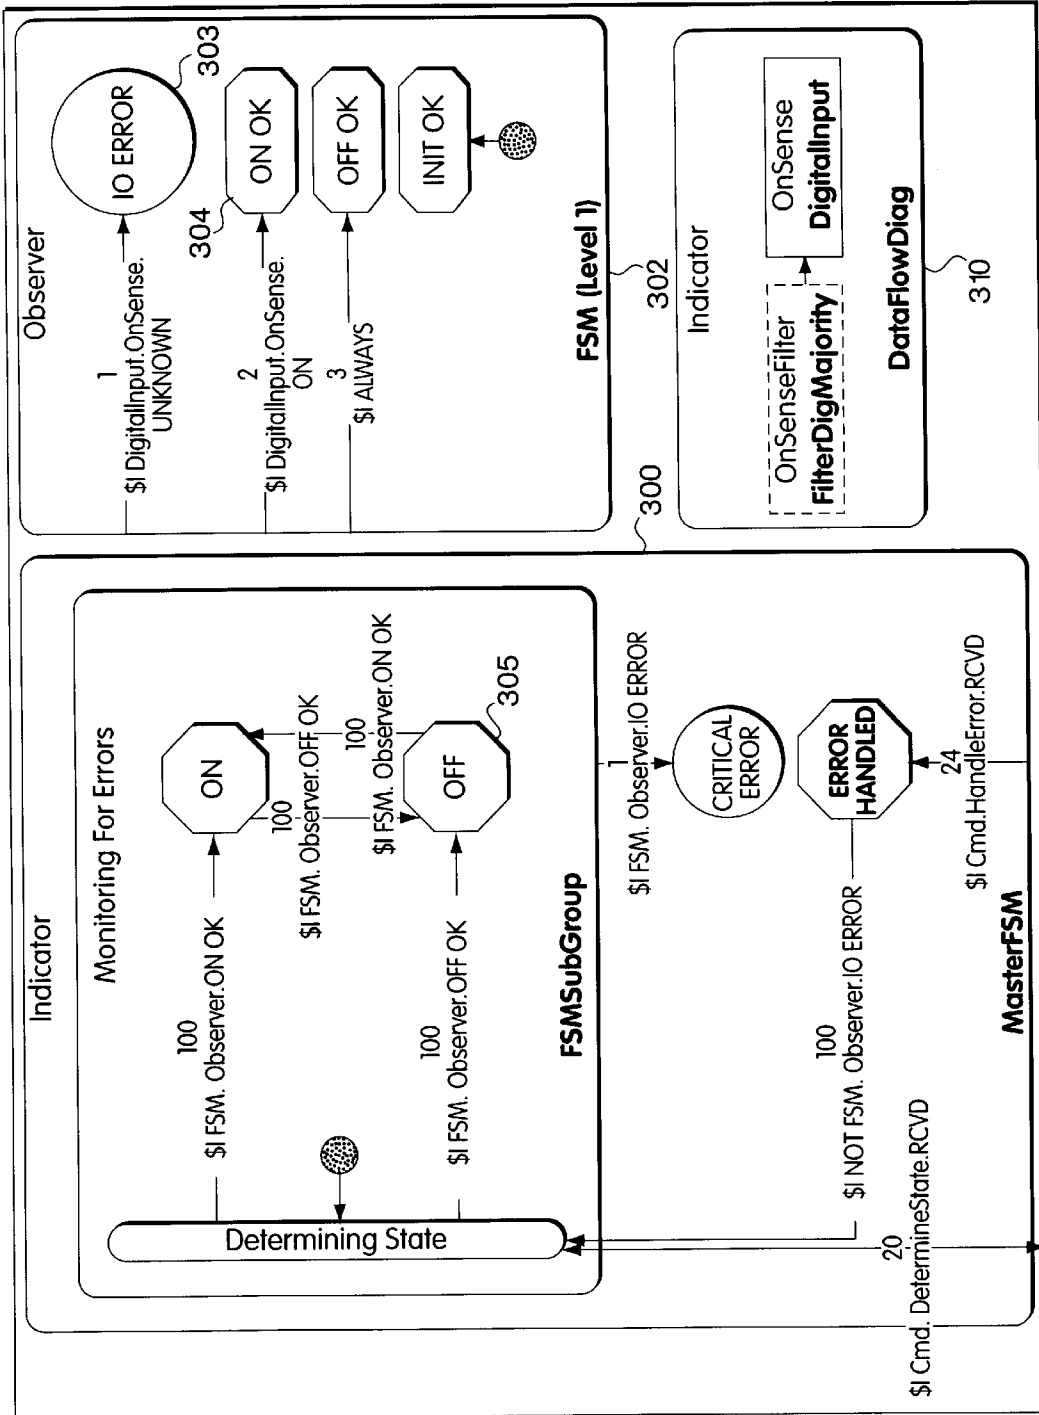 Indicator
Monitoring For Errors
100
$I FSM. Observer.ON OK
ON
100
$I FSM. Observer.OFF OK
100
$I FSM. Observer.ON OK
Determining State
100
$I FSM. Observer.OFF OK
OFF
305
FSMSubGroup
1
$I FSM. Observer.IO ERROR
CRITICAL
ERROR
100
$I NOT FSM. Observer.IO ERROR
ERROR
HANDLED
24
$I Cmd.HandleError.RCVD
20
$I Cmd. DetermineState.RCVD
MasterFSM
300
Observer
1
$I DigitalInput.OnSense.
UNKNOWN
IO ERROR
303
2
$I DigitalInput.OnSense.
ON
304
ON OK
3
$I ALWAYS
OFF OK
INIT OK
FSM (Level 1)
302
Indicator
OnSenseFilter
FilterDigMajority
OnSense
DigitalInput
DataFlowDiag
310